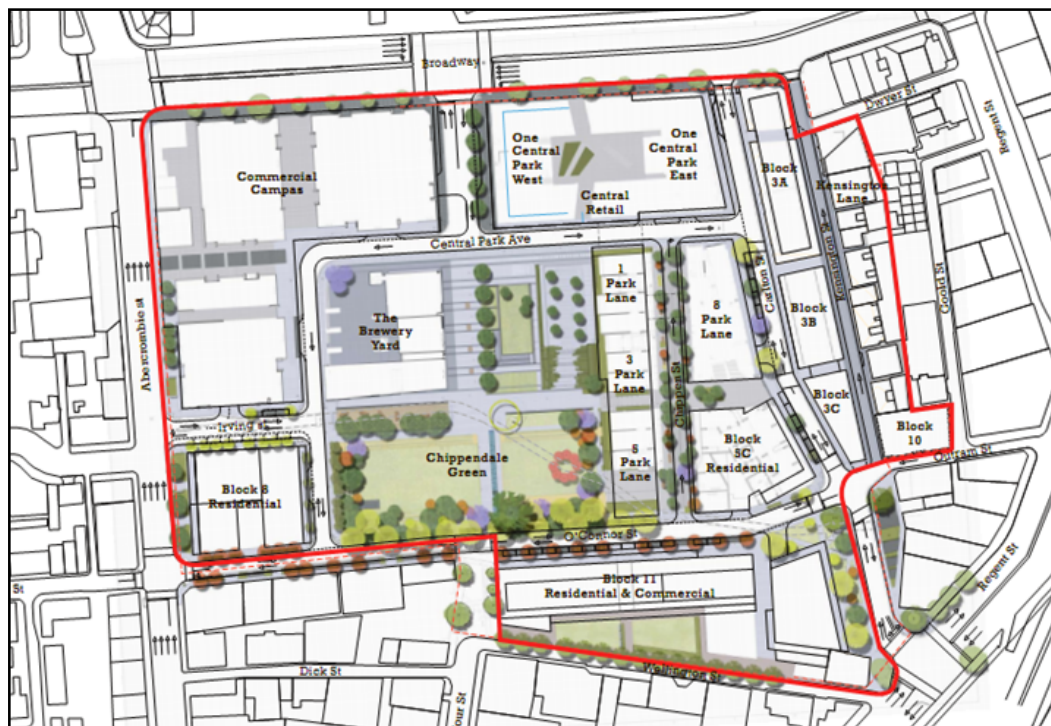 Broadway
Dwyer St
Regent St
One
Central
Park
West
One
Central
Park
East
Commercial
Campas
Central
Retail
Block
3A
Kensington
Lane
Kensington St
Goold St
Central Park Ave
Carlton St
Abercrombie st
1
Park
Lane
8
Park
Lane
Block
3B
The
Brewery
Yard
3
Park
Lane
Chippen St
Block
3C
Block
10
Outram St
Irving st
Chippendale
Green
5
Park
Lane
Block
5C
Residential
Block 8
Residential
O'Connor St
Regent St
Block 11
Residential & Commercial
St
Dick St
Wellington St
our St